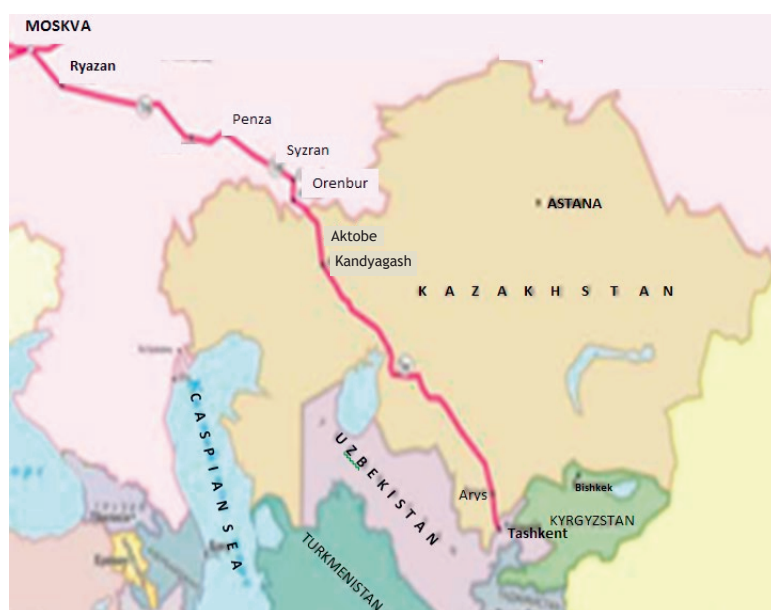 MOSKVA
Ryazan
Penza
Syzran
Orenbur
ASTANA
Aktobe
Kandyagash
K A Z A K H S T A N
C A S P I A N S E A
U Z B E K I S T A N
Arys
Bishkek
KYRGYZSTAN
Tashkent
TURKMENISTAN